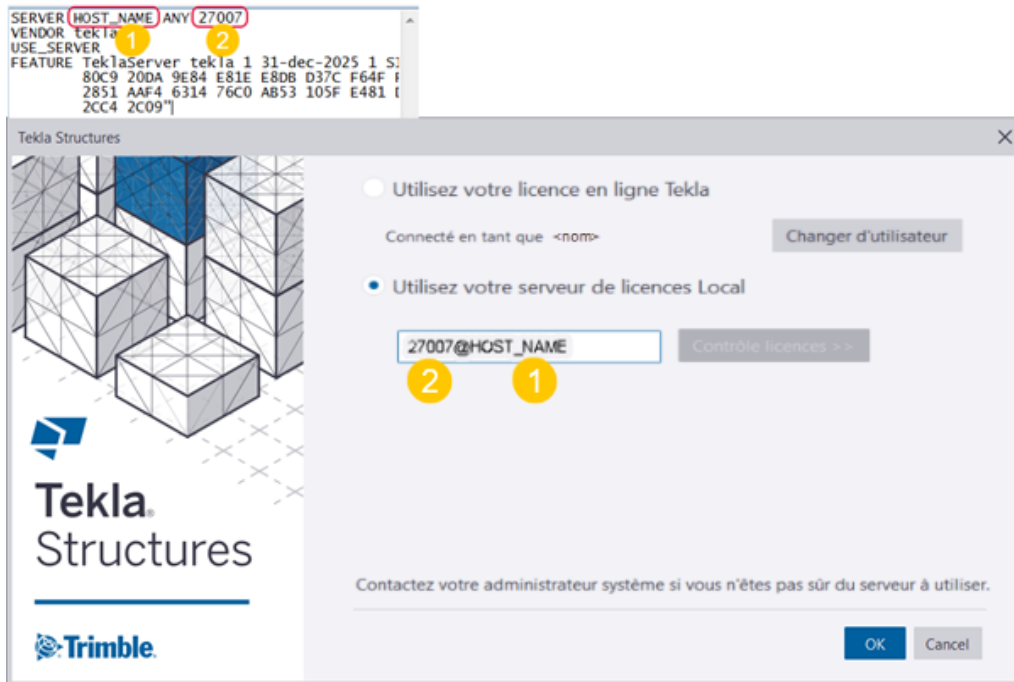 SERVER HOST_NAME ANY 27007
VENDOR tekla
1
2
USE_SERVER
FEATURE TeklaServer tekla 1 31-dec-2025 1
80C9 20DA 9E84 E81E E8DB D37C F64F
2851 AAF4 6314 76C0 AB53 105F E481
2CC4 2C09"
Tekla Structures
Utilisez votre licence en ligne Tekla
Connecté en tant que <nom>
Changer d'utilisateur
Utilisez votre serveur de licences Local
27007@HOST_NAME
Contrôle licences >>
2
1
Tekla®
Structures
Trimble®
Contactez votre administrateur système si vous n'êtes pas sûr du serveur à utiliser.
OK
Cancel